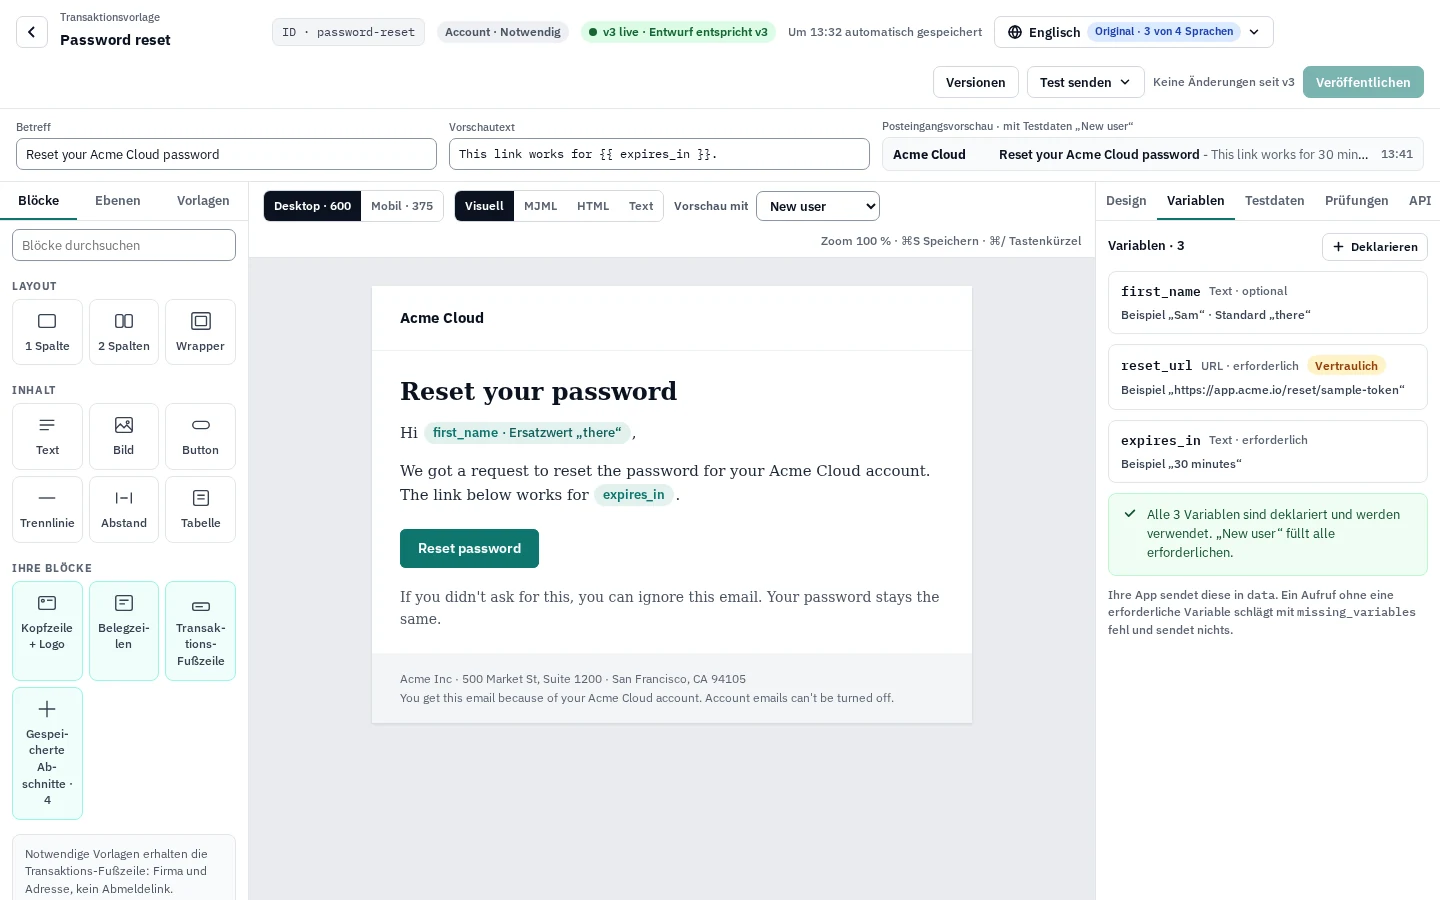 Transaktionsvorlage
Password reset
ID · password-reset
Account · Notwendig
v3 live · Entwurf entspricht v3
Um 13:32 automatisch gespeichert
Englisch
Original · 3 von 4 Sprachen
Versionen
Test senden
Keine Änderungen seit v3
Veröffentlichen
Betreff
Reset your Acme Cloud password
Vorschautext
This link works for {{ expires_in }}.
Posteingangsvorschau · mit Testdaten „New user“
Acme Cloud
Reset your Acme Cloud password - This link works for 30 min...
13:41
Blöcke
Ebenen
Vorlagen
Blöcke durchsuchen
LAYOUT
1 Spalte
2 Spalten
Wrapper
INHALT
Text
Bild
Button
Trennlinie
Abstand
Tabelle
IHRE BLÖCKE
Kopfzeile
+ Logo
Belegzei-
len
Transak-
tions-
Fußzeile
Gespei-
cherte
Ab-
schnitte ·
4
Notwendige Vorlagen erhalten die
Transaktions-Fußzeile: Firma und
Adresse, kein Abmeldelink.
Desktop · 600
Mobil · 375
Visuell
MJML
HTML
Text
Vorschau mit
New user
Zoom 100 % · ⌘S Speichern · ⌘/ Tastenkürzel
Acme Cloud
Reset your password
Hi first_name · Ersatzwert „there“ ,
We got a request to reset the password for your Acme Cloud account.
The link below works for expires_in .
Reset password
If you didn't ask for this, you can ignore this email. Your password stays the
same.
Acme Inc · 500 Market St, Suite 1200 · San Francisco, CA 94105
You get this email because of your Acme Cloud account. Account emails can't be turned off.
Design
Variablen
Testdaten
Prüfungen
API
Variablen · 3
Deklarieren
first_name Text · optional
Beispiel „Sam“ · Standard „there“
reset_url URL · erforderlich Vertraulich
Beispiel „https://app.acme.io/reset/sample-token“
expires_in Text · erforderlich
Beispiel „30 minutes“
Alle 3 Variablen sind deklariert und werden
verwendet. „New user“ füllt alle
erforderlichen.
Ihre App sendet diese in data. Ein Aufruf ohne eine
erforderliche Variable schlägt mit missing_variables
fehl und sendet nichts.